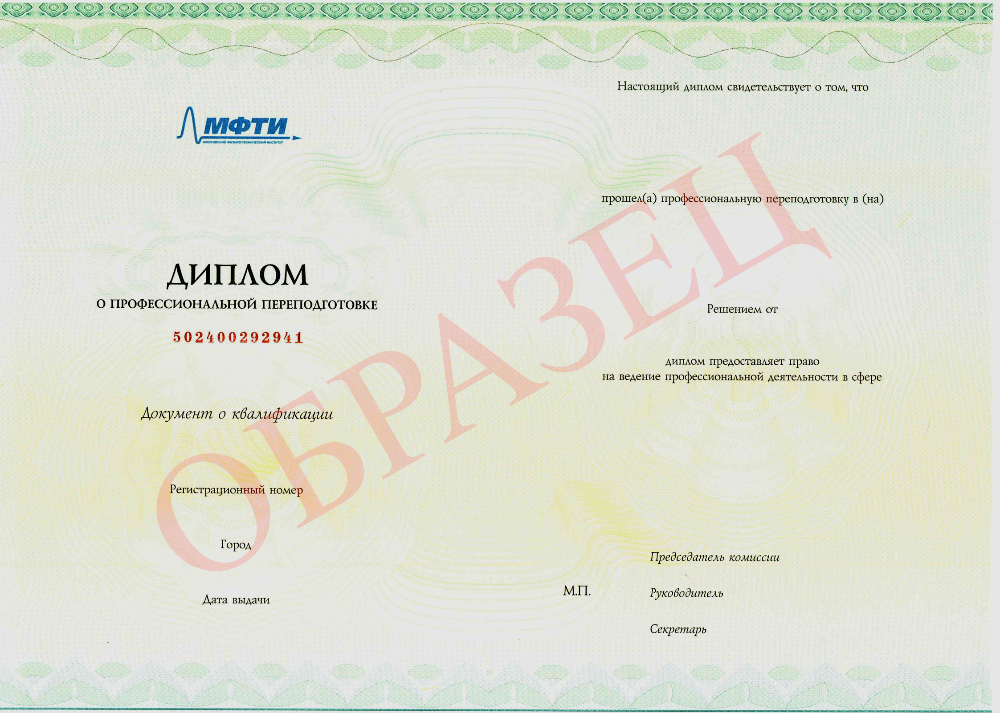 МФТИ
МОСКОВСКИЙ ФИЗИКО-ТЕХНИЧЕСКИЙ ИНСТИТУТ
ДИПЛОМ
О ПРОФЕССИОНАЛЬНОЙ ПЕРЕПОДГОТОВКЕ
502400292941
Документ о квалификации
Регистрационный номер
Город
Дата выдачи
ОБРАЗЕЦ
Настоящий диплом свидетельствует о том, что
прошел(а) профессиональную переподготовку в (на)
Решением от
диплом предоставляет право
на ведение профессиональной деятельности в сфере
М.П.
Председатель комиссии
Руководитель
Секретарь